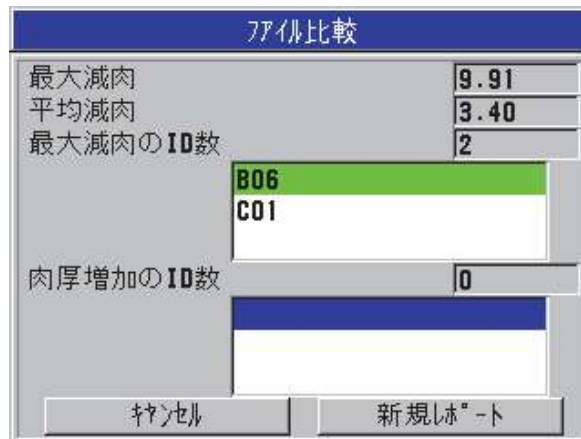 ﾌｧｲﾙ比較
最大減肉 9.91
平均減肉 3.40
最大減肉のID数 2
B06
C01
肉厚増加のID数 0
ｷｬﾝｾﾙ 新規ﾚﾎﾟｰﾄ